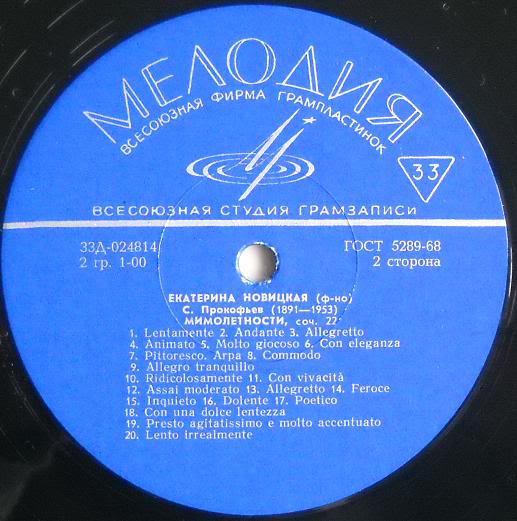 МЕЛОДИЯ
ВСЕСОЮЗНАЯ ФИРМА ГРАМПЛАСТИНОК
33
ВСЕСОЮЗНАЯ СТУДИЯ ГРАМЗАПИСИ
33Д-024814 ГОСТ 5289-68
2 гр. 1-00 2 сторона
ЕКАТЕРИНА НОВИЦКАЯ (ф-но)
С. Прокофьев (1891—1953)
МИМОЛЕТНОСТИ, соч. 22
1. Lentamente 2. Andante 3. Allegretto
4. Animato 5. Molto giocoso 6. Con eleganza
7. Pittoresco. Arpa 8. Commodo
9. Allegro tranquillo
10. Ridicolosamente 11. Con vivacità
12. Assai moderato 13. Allegretto 14. Feroce
15. Inquieto 16. Dolente 17. Poetico
18. Con una dolce lentezza
19. Presto agitatissimo e molto accentuato
20. Lento irrealmente